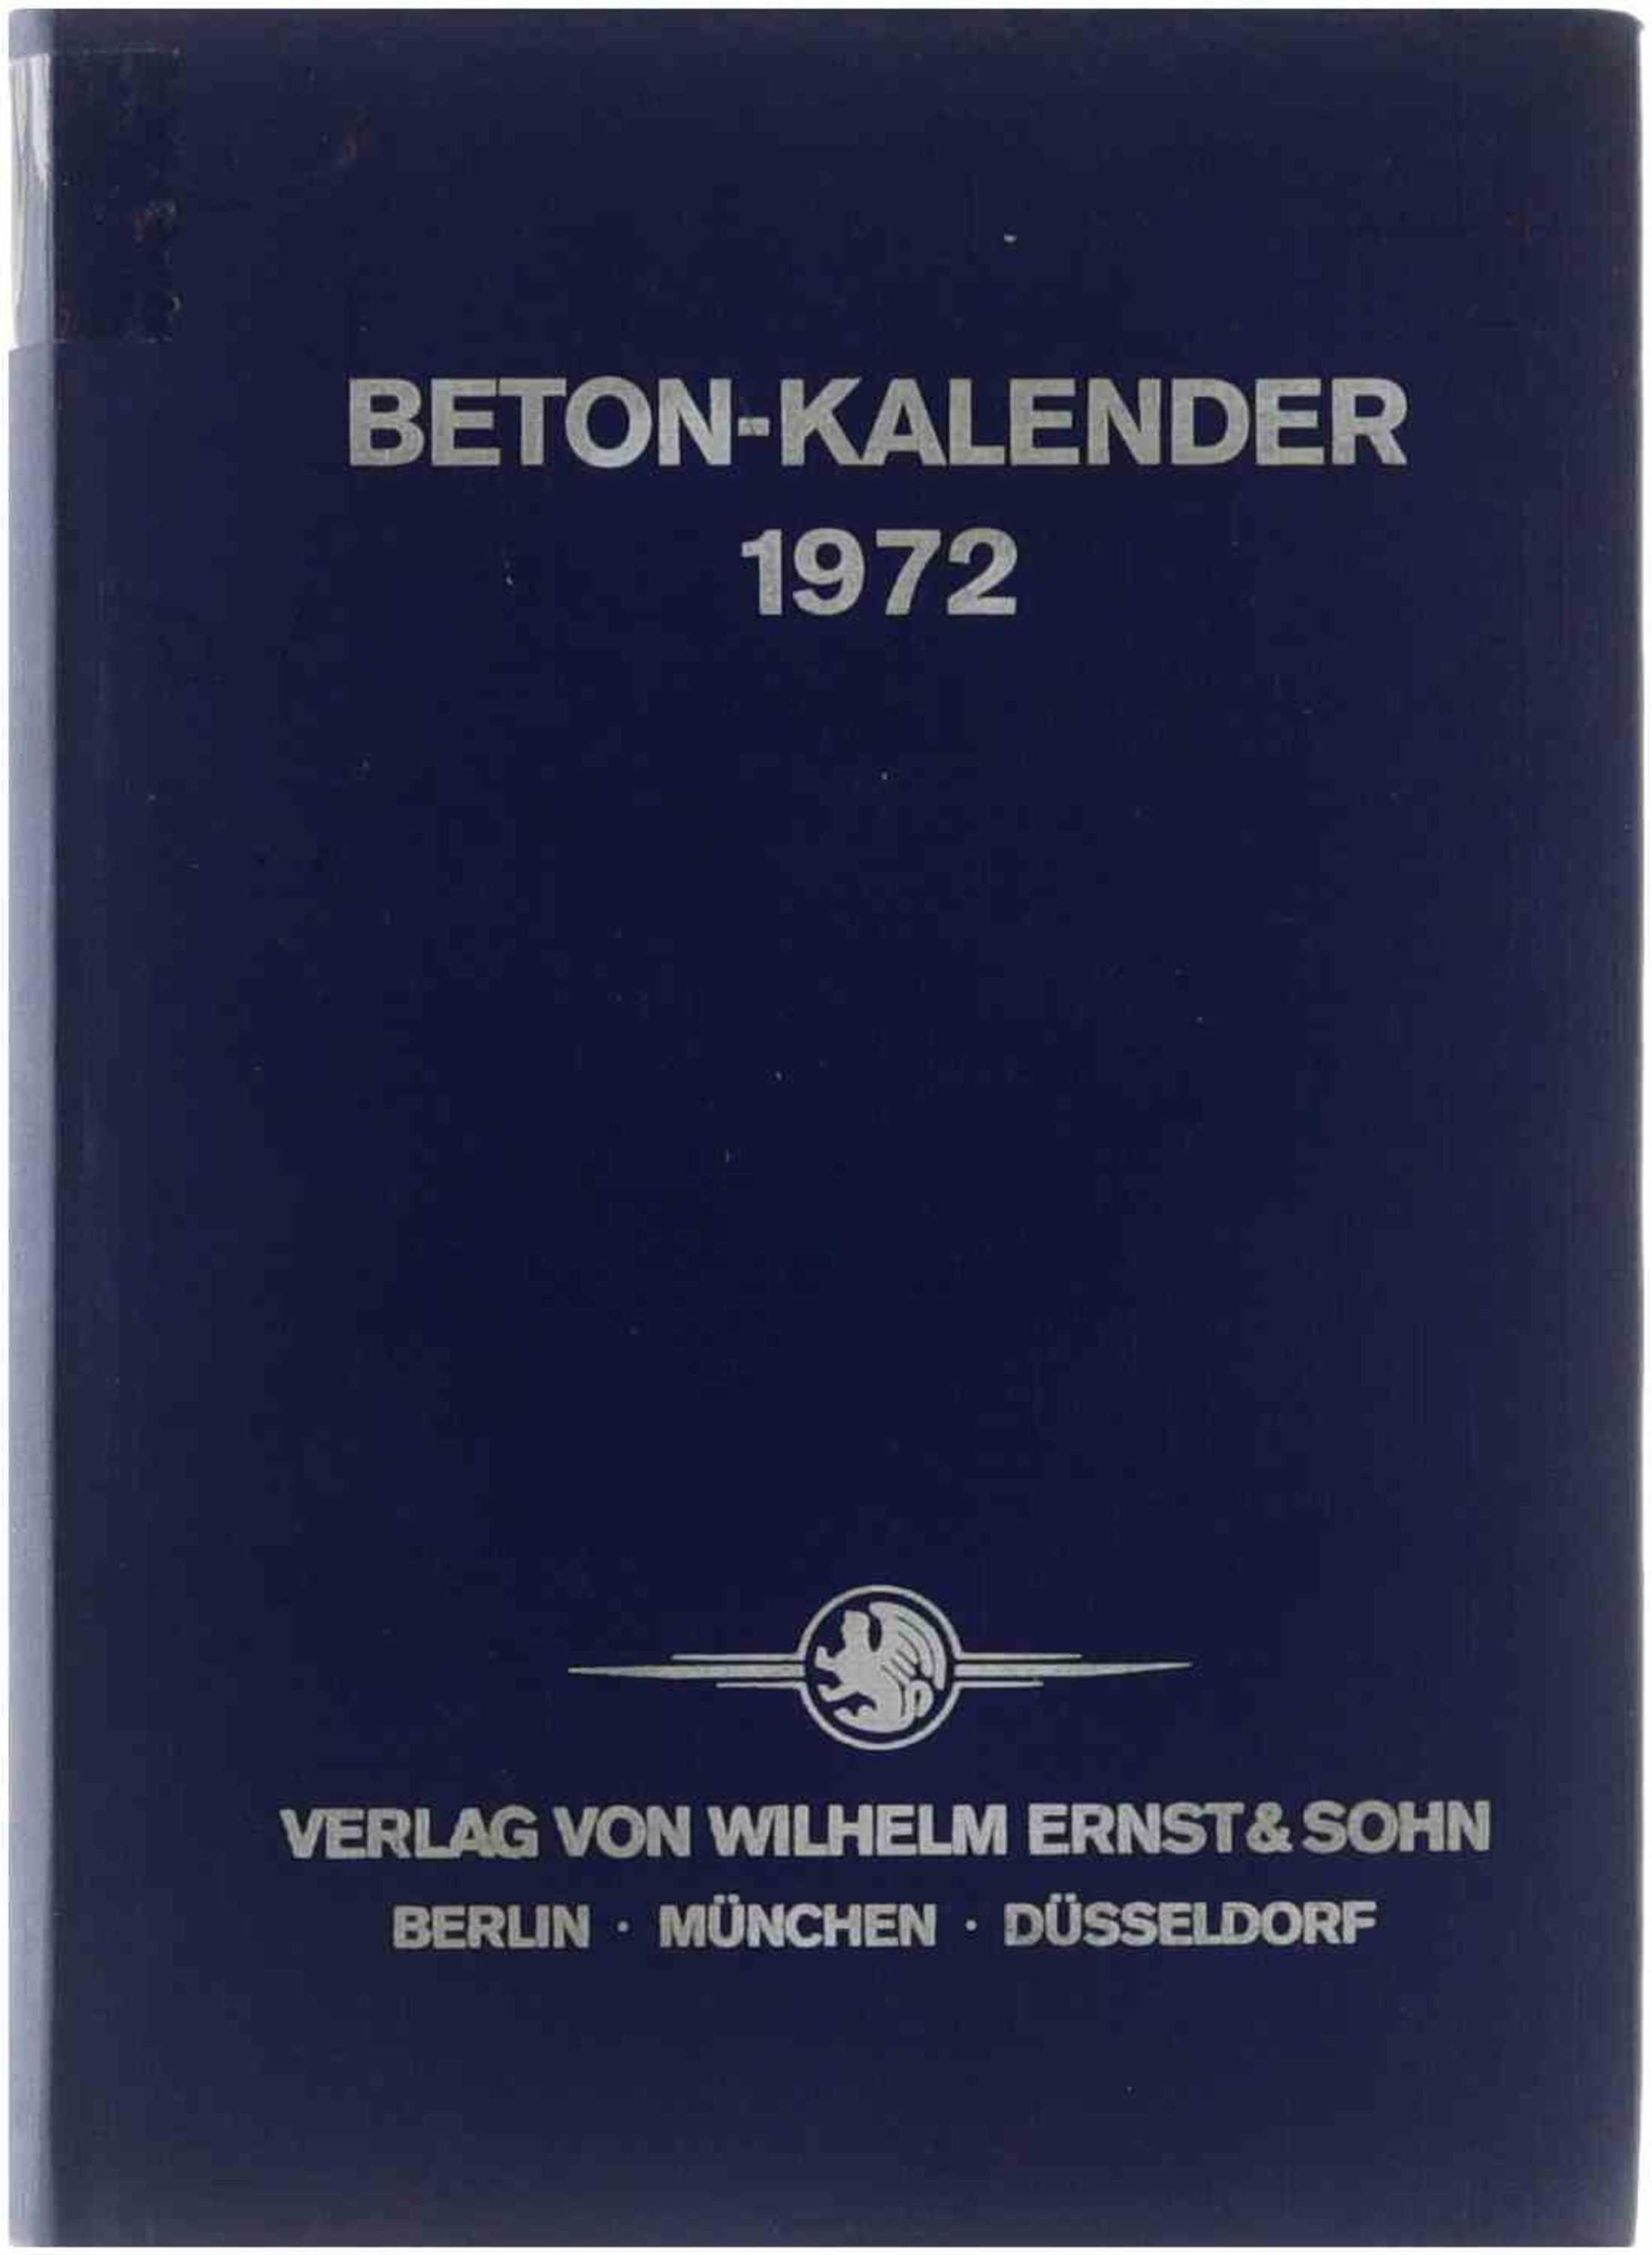 BETON-KALENDER
1972
VERLAG VON WILHELM ERNST & SOHN
BERLIN · MÜNCHEN · DÜSSELDORF